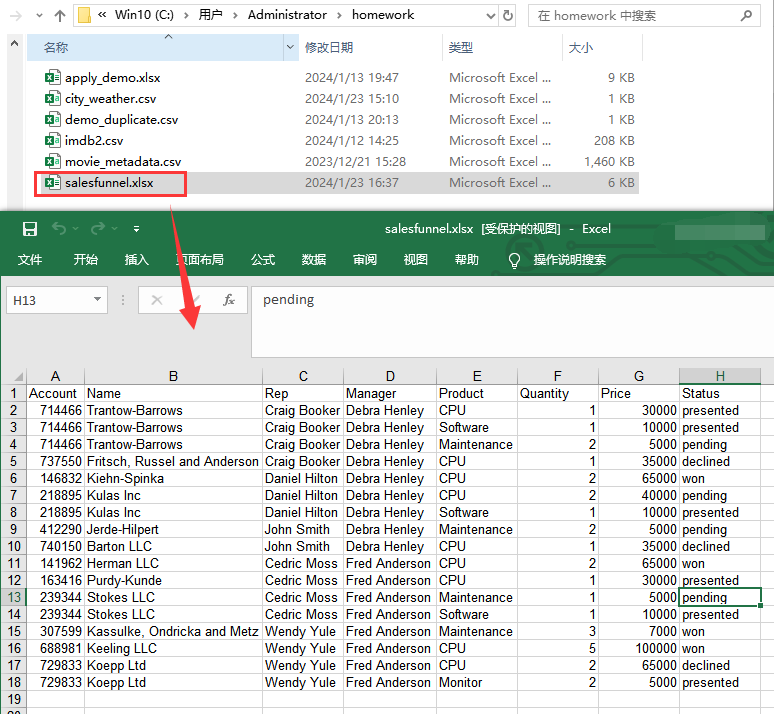 « Win10 (C:) › 用户 › Administrator › homework 在 homework 中搜索
名称 修改日期 类型 大小
apply_demo.xlsx 2024/1/13 19:47 Microsoft Excel ... 9 KB
city_weather.csv 2024/1/23 15:10 Microsoft Excel ... 1 KB
demo_duplicate.csv 2024/1/13 20:13 Microsoft Excel ... 1 KB
imdb2.csv 2024/1/12 14:25 Microsoft Excel ... 208 KB
movie_metadata.csv 2023/12/21 15:28 Microsoft Excel ... 1,460 KB
salesfunnel.xlsx 2024/1/23 16:37 Microsoft Excel ... 6 KB
salesfunnel.xlsx [受保护的视图] - Excel
文件 开始 插入 页面布局 公式 数据 审阅 视图 帮助 操作说明搜索
H13 fx pending
A B C D E F G H
1 Account Name Rep Manager Product Quantity Price Status
2 714466 Trantow-Barrows Craig Booker Debra Henley CPU 1 30000 presented
3 714466 Trantow-Barrows Craig Booker Debra Henley Software 1 10000 presented
4 714466 Trantow-Barrows Craig Booker Debra Henley Maintenance 2 5000 pending
5 737550 Fritsch, Russel and Anderson Craig Booker Debra Henley CPU 1 35000 declined
6 146832 Kiehn-Spinka Daniel Hilton Debra Henley CPU 2 65000 won
7 218895 Kulas Inc Daniel Hilton Debra Henley CPU 2 40000 pending
8 218895 Kulas Inc Daniel Hilton Debra Henley Software 1 10000 presented
9 412290 Jerde-Hilpert John Smith Debra Henley Maintenance 2 5000 pending
10 740150 Barton LLC John Smith Debra Henley CPU 1 35000 declined
11 141962 Herman LLC Cedric Moss Fred Anderson CPU 2 65000 won
12 163416 Purdy-Kunde Cedric Moss Fred Anderson CPU 1 30000 presented
13 239344 Stokes LLC Cedric Moss Fred Anderson Maintenance 1 5000 pending
14 239344 Stokes LLC Cedric Moss Fred Anderson Software 1 10000 presented
15 307599 Kassulke, Ondricka and Metz Wendy Yule Fred Anderson Maintenance 3 7000 won
16 688981 Keeling LLC Wendy Yule Fred Anderson CPU 5 100000 won
17 729833 Koepp Ltd Wendy Yule Fred Anderson CPU 2 65000 declined
18 729833 Koepp Ltd Wendy Yule Fred Anderson Monitor 2 5000 presented
19